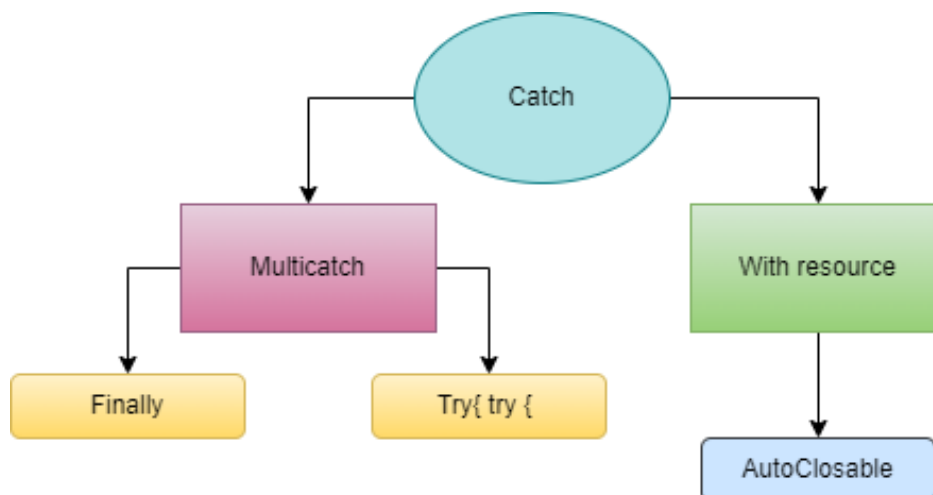 Catch
Multicatch
With resource
Finally
Try{ try {
AutoClosable